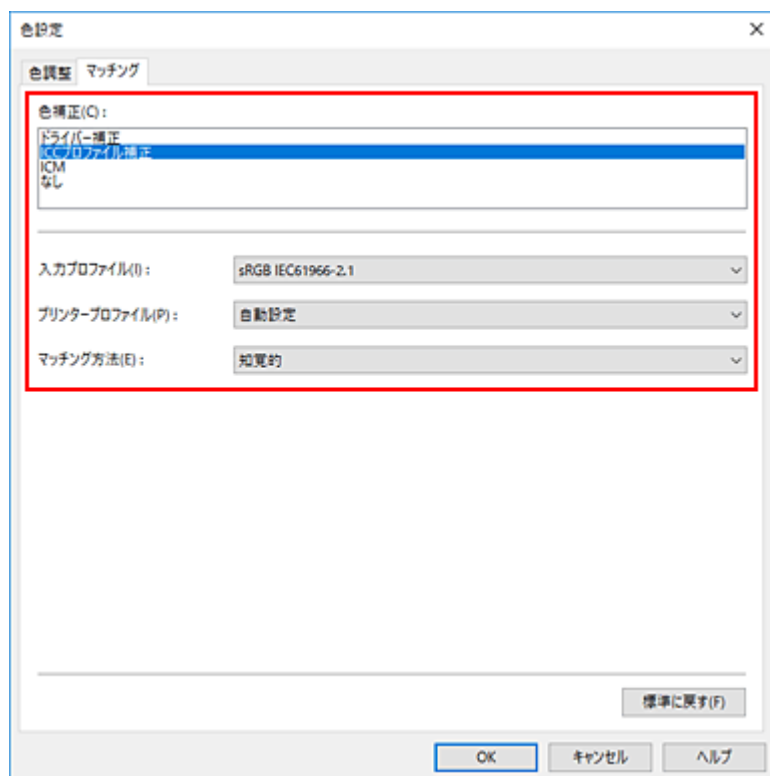 色設定
色調整 マッチング
色補正(C):
ドライバー補正
ICCプロファイル補正
ICM
なし
入力プロファイル(I): sRGB IEC61966-2.1
プリンタープロファイル(P): 自動設定
マッチング方法(E): 知覚的
標準に戻す(F)
OK キャンセル ヘルプ